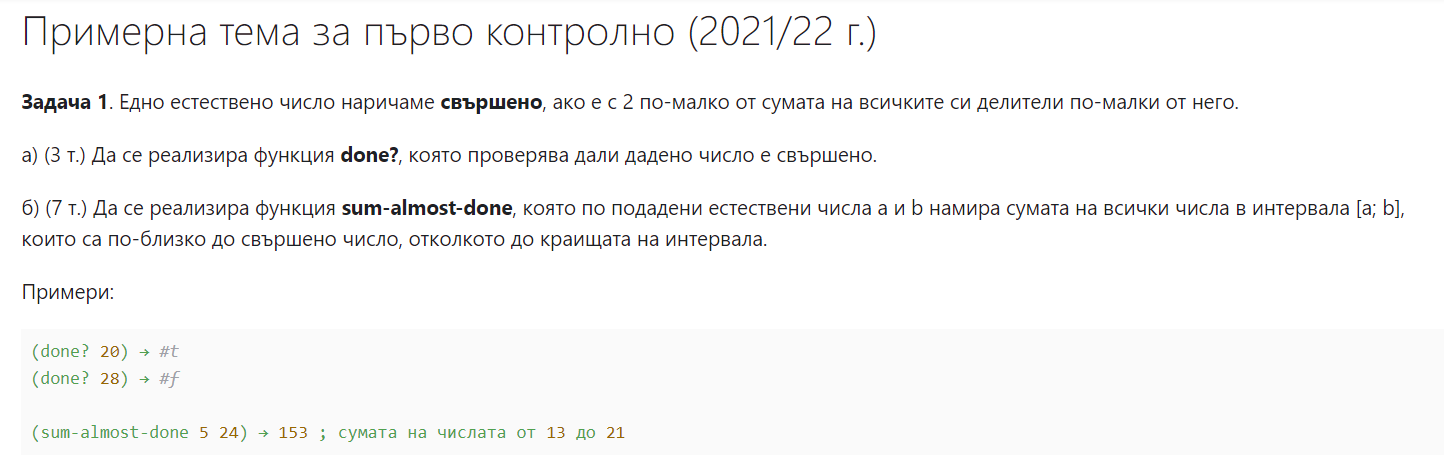 Примерна тема за първо контролно (2021/22 г.)
Задача 1. Едно естествено число наричаме свършено, ако е с 2 по-малко от сумата на всичките си делители по-малки от него.
а) (3 т.) Да се реализира функция done?, която проверява дали дадено число е свършено.
б) (7 т.) Да се реализира функция sum-almost-done, която по подадени естествени числа a и b намира сумата на всички числа в интервала [a; b],
които са по-близко до свършено число, отколкото до краищата на интервала.
Примери:
(done? 20) → #t
(done? 28) → #f
(sum-almost-done 5 24) → 153 ; сумата на числата от 13 до 21